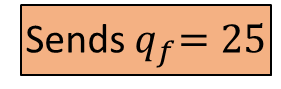 Sends q_f = 25